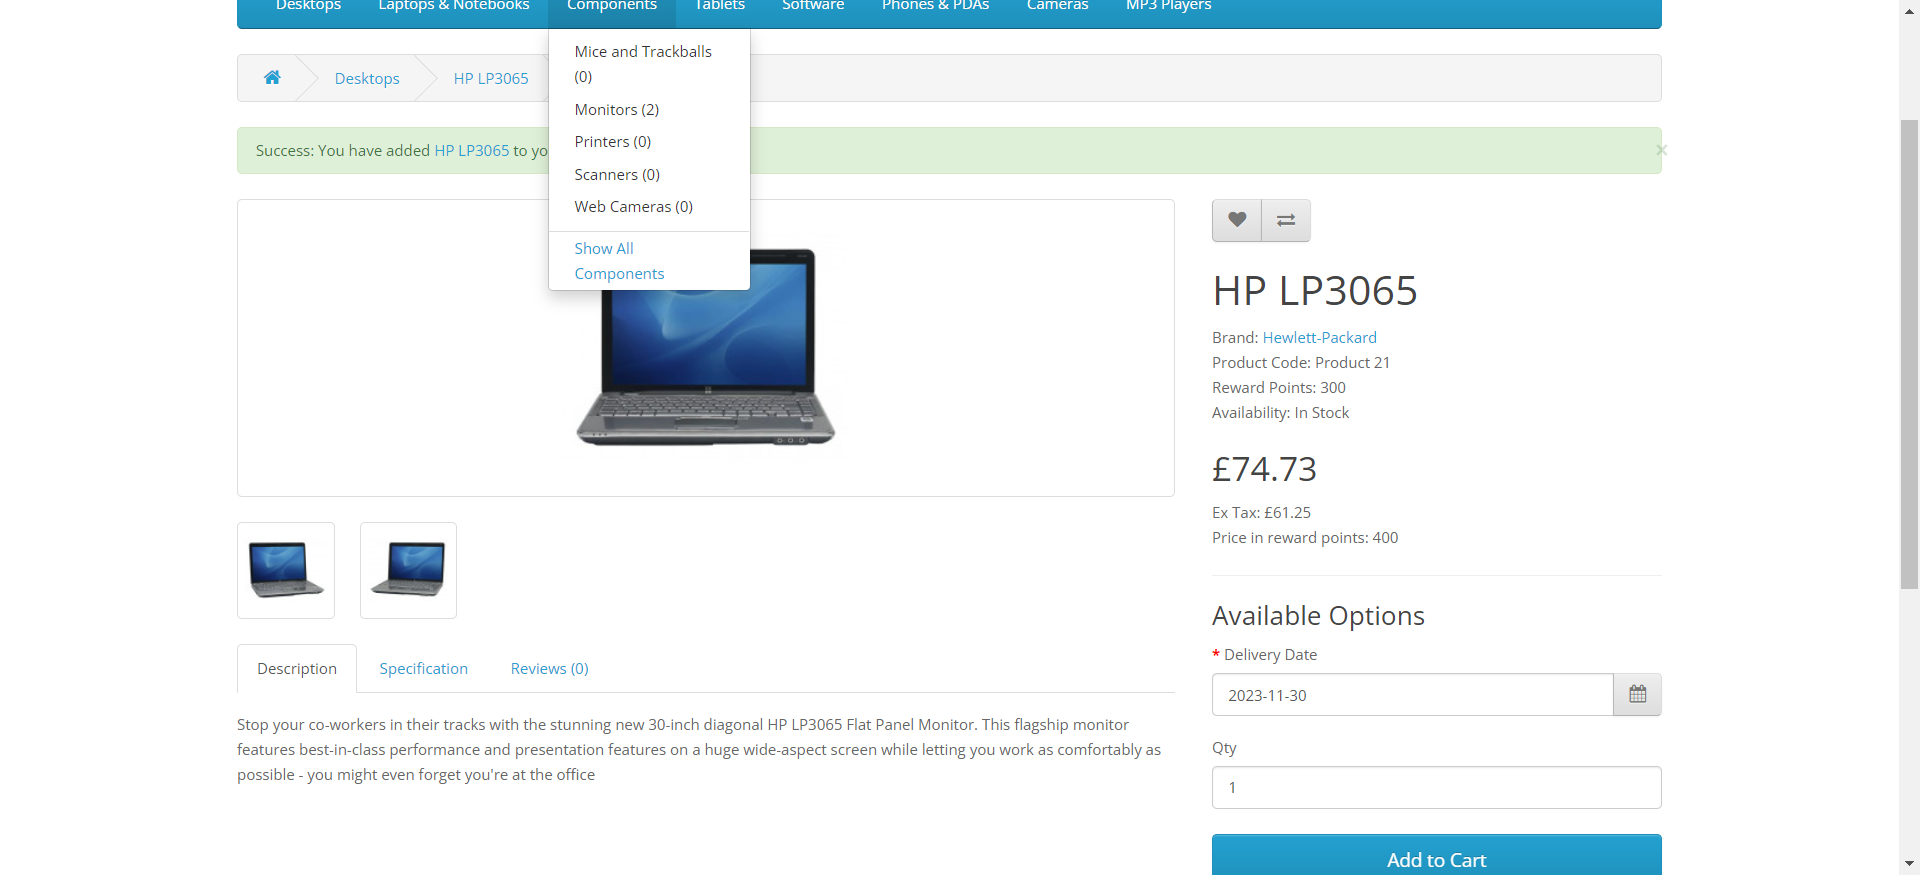 Desktops Laptops & Notebooks Components Tablets Software Phones & PDAs Cameras MP3 Players
Mice and Trackballs
(0)
Monitors (2)
Printers (0)
Scanners (0)
Web Cameras (0)
Show All
Components
Desktops HP LP3065
Success: You have added HP LP3065 to yo
×
HP LP3065
Brand: Hewlett-Packard
Product Code: Product 21
Reward Points: 300
Availability: In Stock
£74.73
Ex Tax: £61.25
Price in reward points: 400
Available Options
* Delivery Date
2023-11-30
Qty
1
Add to Cart
Description Specification Reviews (0)
Stop your co-workers in their tracks with the stunning new 30-inch diagonal HP LP3065 Flat Panel Monitor. This flagship monitor
features best-in-class performance and presentation features on a huge wide-aspect screen while letting you work as comfortably as
possible - you might even forget you're at the office